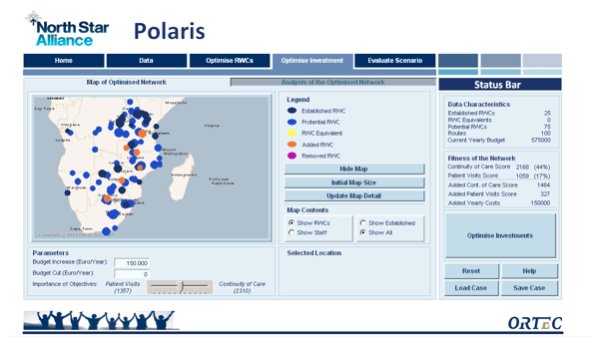 North Star
Alliance
Polaris
Home
Data
Optimise RWCs
Optimise Investment
Evaluate Scenario
Map of Optimised Network
Analysis of the Optimised Network
Status Bar
Legend
Established RWC
Potential RWC
RWC Equivalent
Added RWC
Removed RWC
Hide Map
Initial Map Size
Update Map Detail
Map Contents
Show RWCs
Show Established
Show Staff
Show All
Data Characteristics
Established RWCs 25
RWC Equivalents 0
Potential RWCs 75
Routes 100
Current Yearly Budget 575000
Fitness of the Network
Continuity of Care Score 2168 (44%)
Patient Visits Score 1059 (17%)
Added Cont. of Care Score 1464
Added Patient Visits Score 327
Added Yearly Costs 150000
Optimise Investments
Parameters
Budget Increase (Euro/Year): 150.000
Budget Cut (Euro/Year): 0
Importance of Objectives: Patient Visits Continuity of Care
(1357) (2310)
Selected Location
Reset
Help
Load Case
Save Case
ORTEC